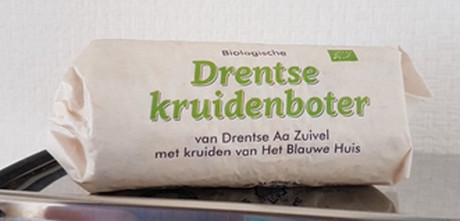 Biologische
Drentse
kruidenboter
van Drentse Aa Zuivel
met kruiden van Het Blauwe Huis